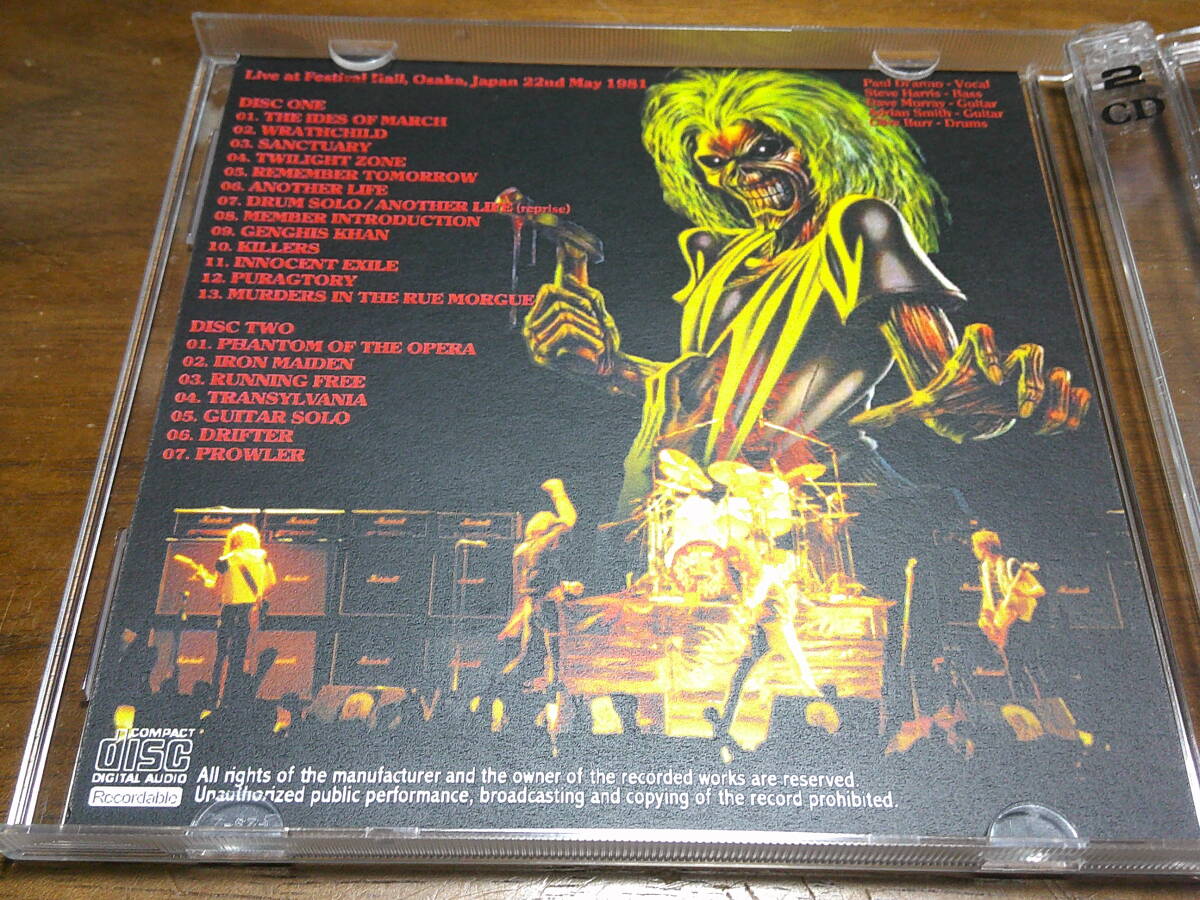 Live at Festival Hall, Osaka, Japan 22nd May 1981
DISC ONE
01. THE IDES OF MARCH
02. WRATHCHILD
03. SANCTUARY
04. TWILIGHT ZONE
05. REMEMBER TOMORROW
06. ANOTHER LIFE
07. DRUM SOLO / ANOTHER LIFE (reprise)
08. MEMBER INTRODUCTION
09. GENGHIS KHAN
10. KILLERS
11. INNOCENT EXILE
12. PURAGTORY
13. MURDERS IN THE RUE MORGUE
DISC TWO
01. PHANTOM OF THE OPERA
02. IRON MAIDEN
03. RUNNING FREE
04. TRANSYLVANIA
05. GUITAR SOLO
06. DRIFTER
07. PROWLER
Paul - Vocal
Steve Harris - Bass
Dave Murray - Guitar
Adrian Smith - Guitar
Burr - Drums
2
CD
Marshall
Marshall
Marshall
Marshall
COMPACT
disc
DIGITAL AUDIO
Recordable
All rights of the manufacturer and the owner of the recorded works are reserved.
Unauthorized public performance, broadcasting and copying of the record prohibited.